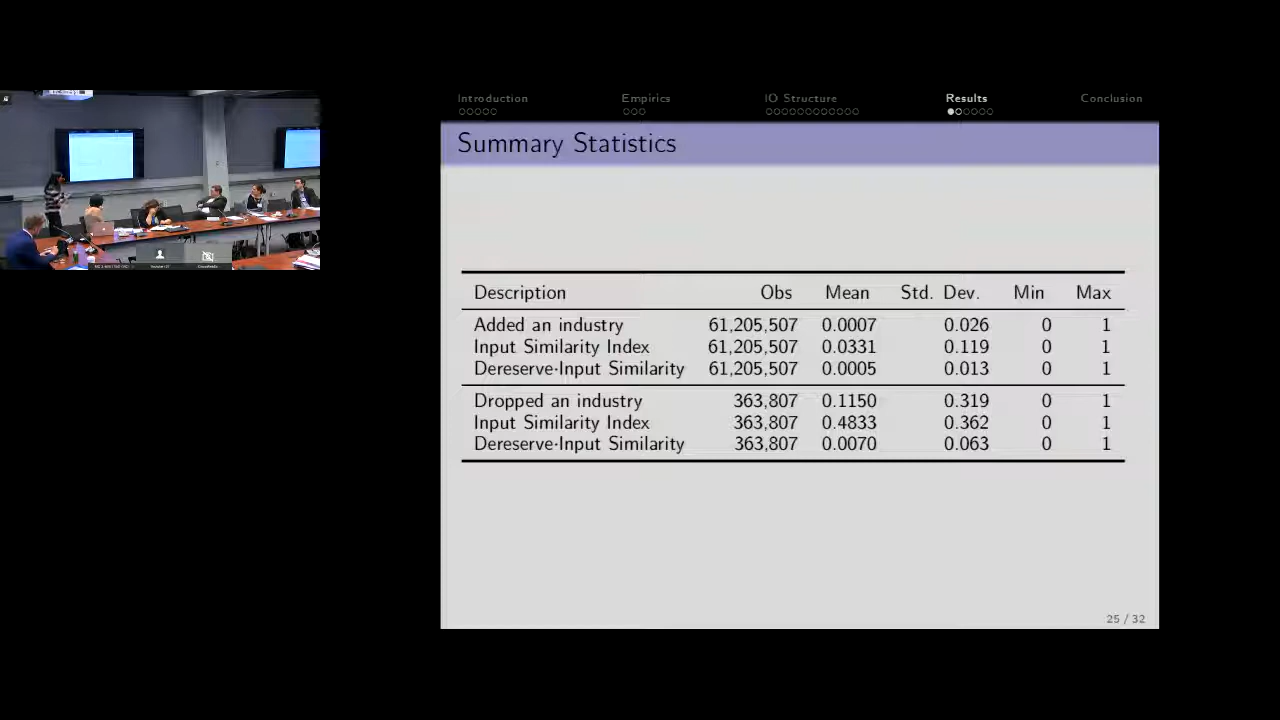 Introduction Empirics IO Structure Results Conclusion
Summary Statistics
Description Obs Mean Std. Dev. Min Max
Added an industry 61,205,507 0.0007 0.026 0 1
Input Similarity Index 61,205,507 0.0331 0.119 0 1
Dereserve·Input Similarity 61,205,507 0.0005 0.013 0 1
Dropped an industry 363,807 0.1150 0.319 0 1
Input Similarity Index 363,807 0.4833 0.362 0 1
Dereserve·Input Similarity 363,807 0.0070 0.063 0 1
25 / 32